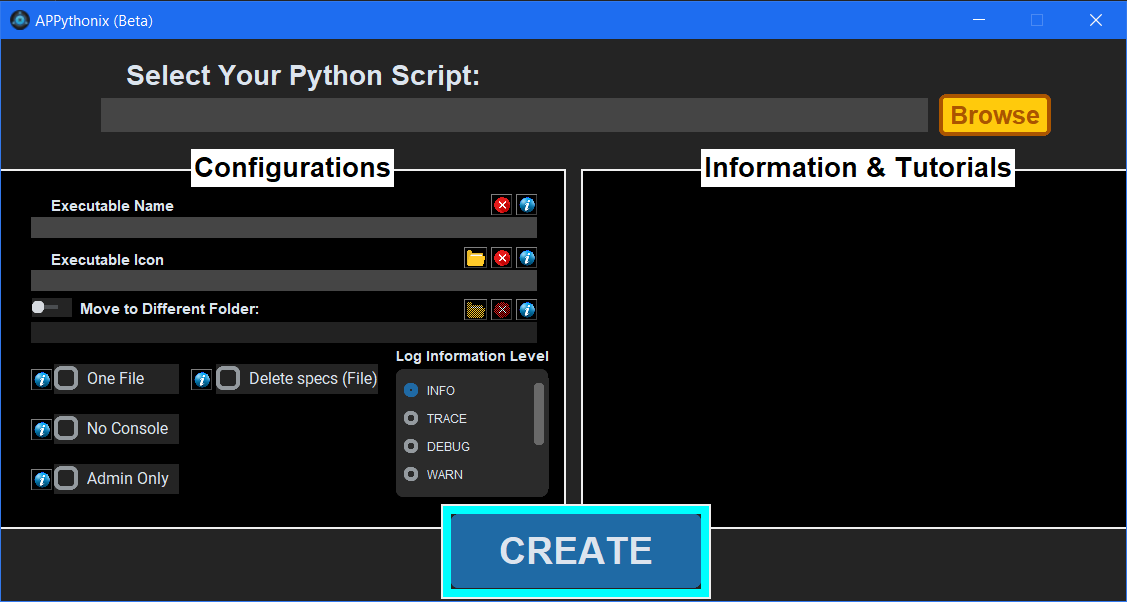 APPythonix (Beta)
Select Your Python Script:
Browse
Configurations
Executable Name
Executable Icon
Move to Different Folder:
One File
Delete specs (File)
No Console
Admin Only
Log Information Level
INFO
TRACE
DEBUG
WARN
Information & Tutorials
CREATE